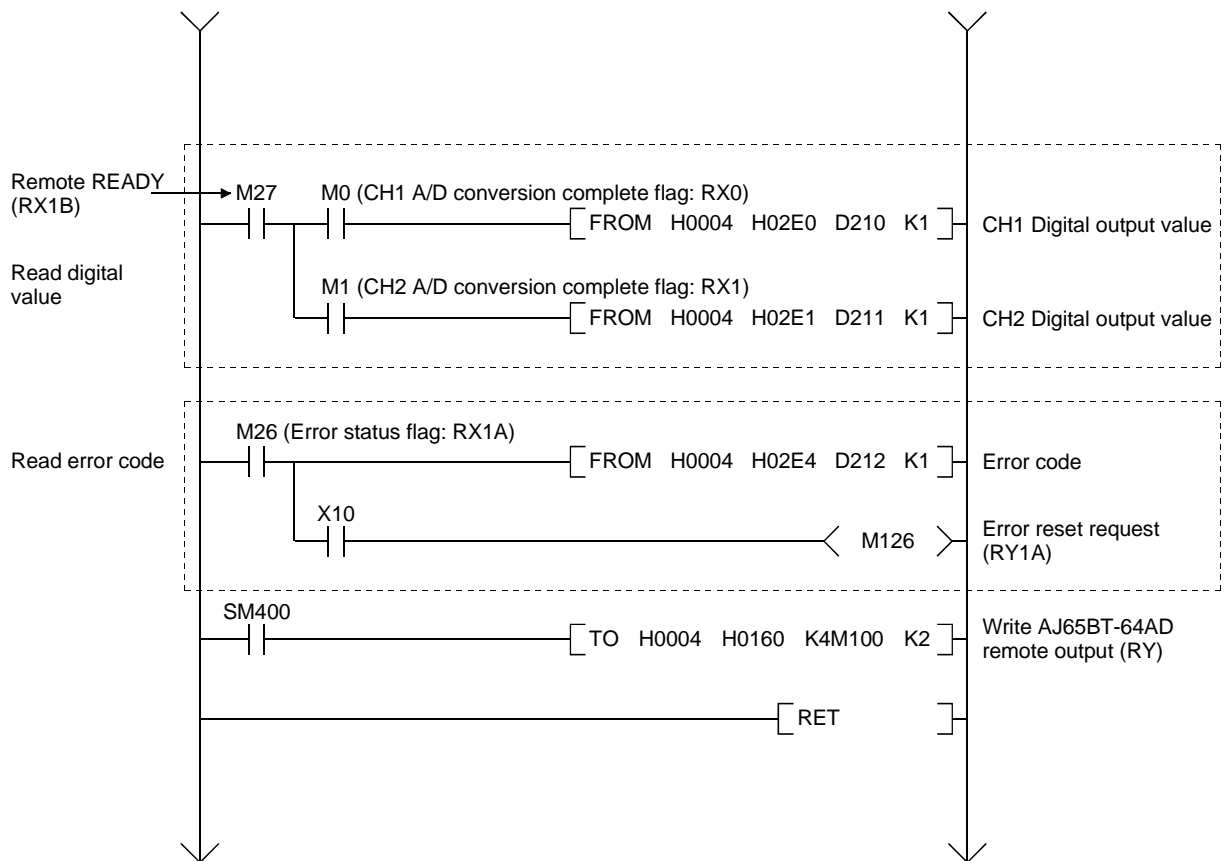 Remote READY
(RX1B)
M27
M0 (CH1 A/D conversion complete flag: RX0)
FROM H0004 H02E0 D210 K1
CH1 Digital output value
Read digital
value
M1 (CH2 A/D conversion complete flag: RX1)
FROM H0004 H02E1 D211 K1
CH2 Digital output value
M26 (Error status flag: RX1A)
Read error code
FROM H0004 H02E4 D212 K1
Error code
X10
M126
Error reset request
(RY1A)
SM400
TO H0004 H0160 K4M100 K2
Write AJ65BT-64AD
remote output (RY)
RET